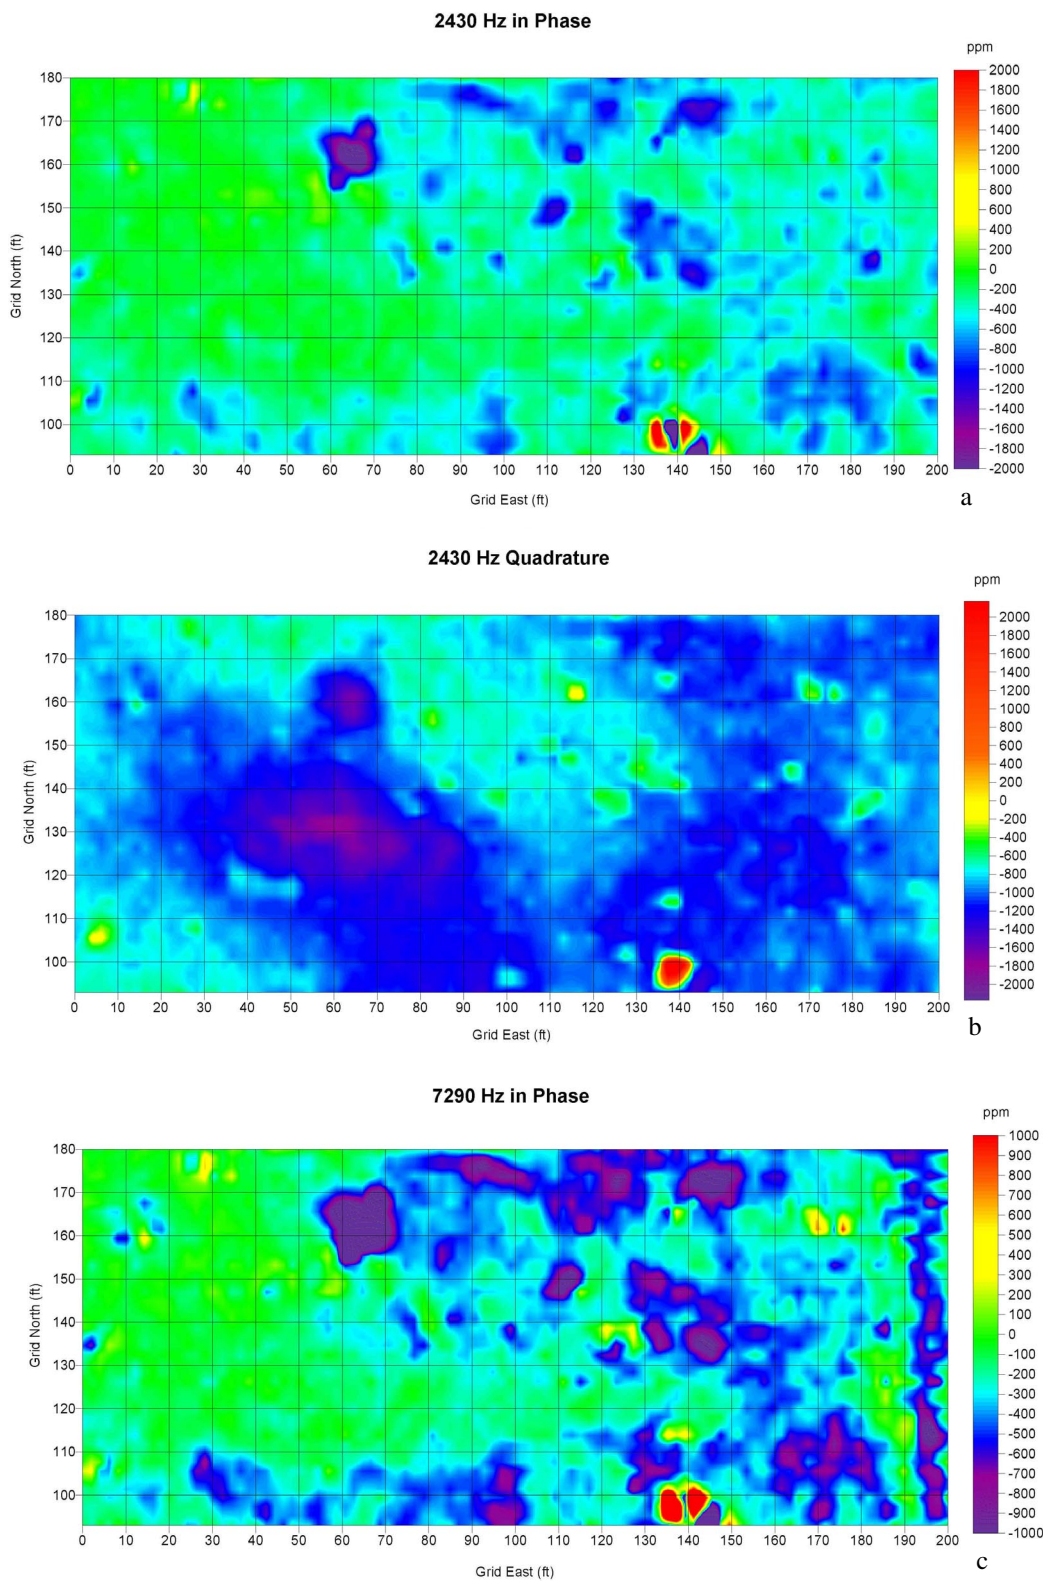 2430 Hz in Phase
ppm
180 170 160 150 140 130 120 110 100
Grid North (ft)
0 10 20 30 40 50 60 70 80 90 100 110 120 130 140 150 160 170 180 190 200
Grid East (ft)
2000 1800 1600 1400 1200 1000 800 600 400 200 0 -200 -400 -600 -800 -1000 -1200 -1400 -1600 -1800 -2000
a
2430 Hz Quadrature
ppm
180 170 160 150 140 130 120 110 100
Grid North (ft)
0 10 20 30 40 50 60 70 80 90 100 110 120 130 140 150 160 170 180 190 200
Grid East (ft)
2000 1800 1600 1400 1200 1000 800 600 400 200 0 -200 -400 -600 -800 -1000 -1200 -1400 -1600 -1800 -2000
b
7290 Hz in Phase
ppm
180 170 160 150 140 130 120 110 100
Grid North (ft)
0 10 20 30 40 50 60 70 80 90 100 110 120 130 140 150 160 170 180 190 200
Grid East (ft)
1000 900 800 700 600 500 400 300 200 100 0 -100 -200 -300 -400 -500 -600 -700 -800 -900 -1000
c